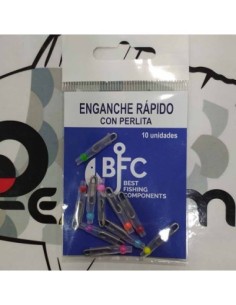 ENGANCHE RÁPIDO
CON PERLITA
10 unidades
BFC
BEST
FISHING
COMPONENTS